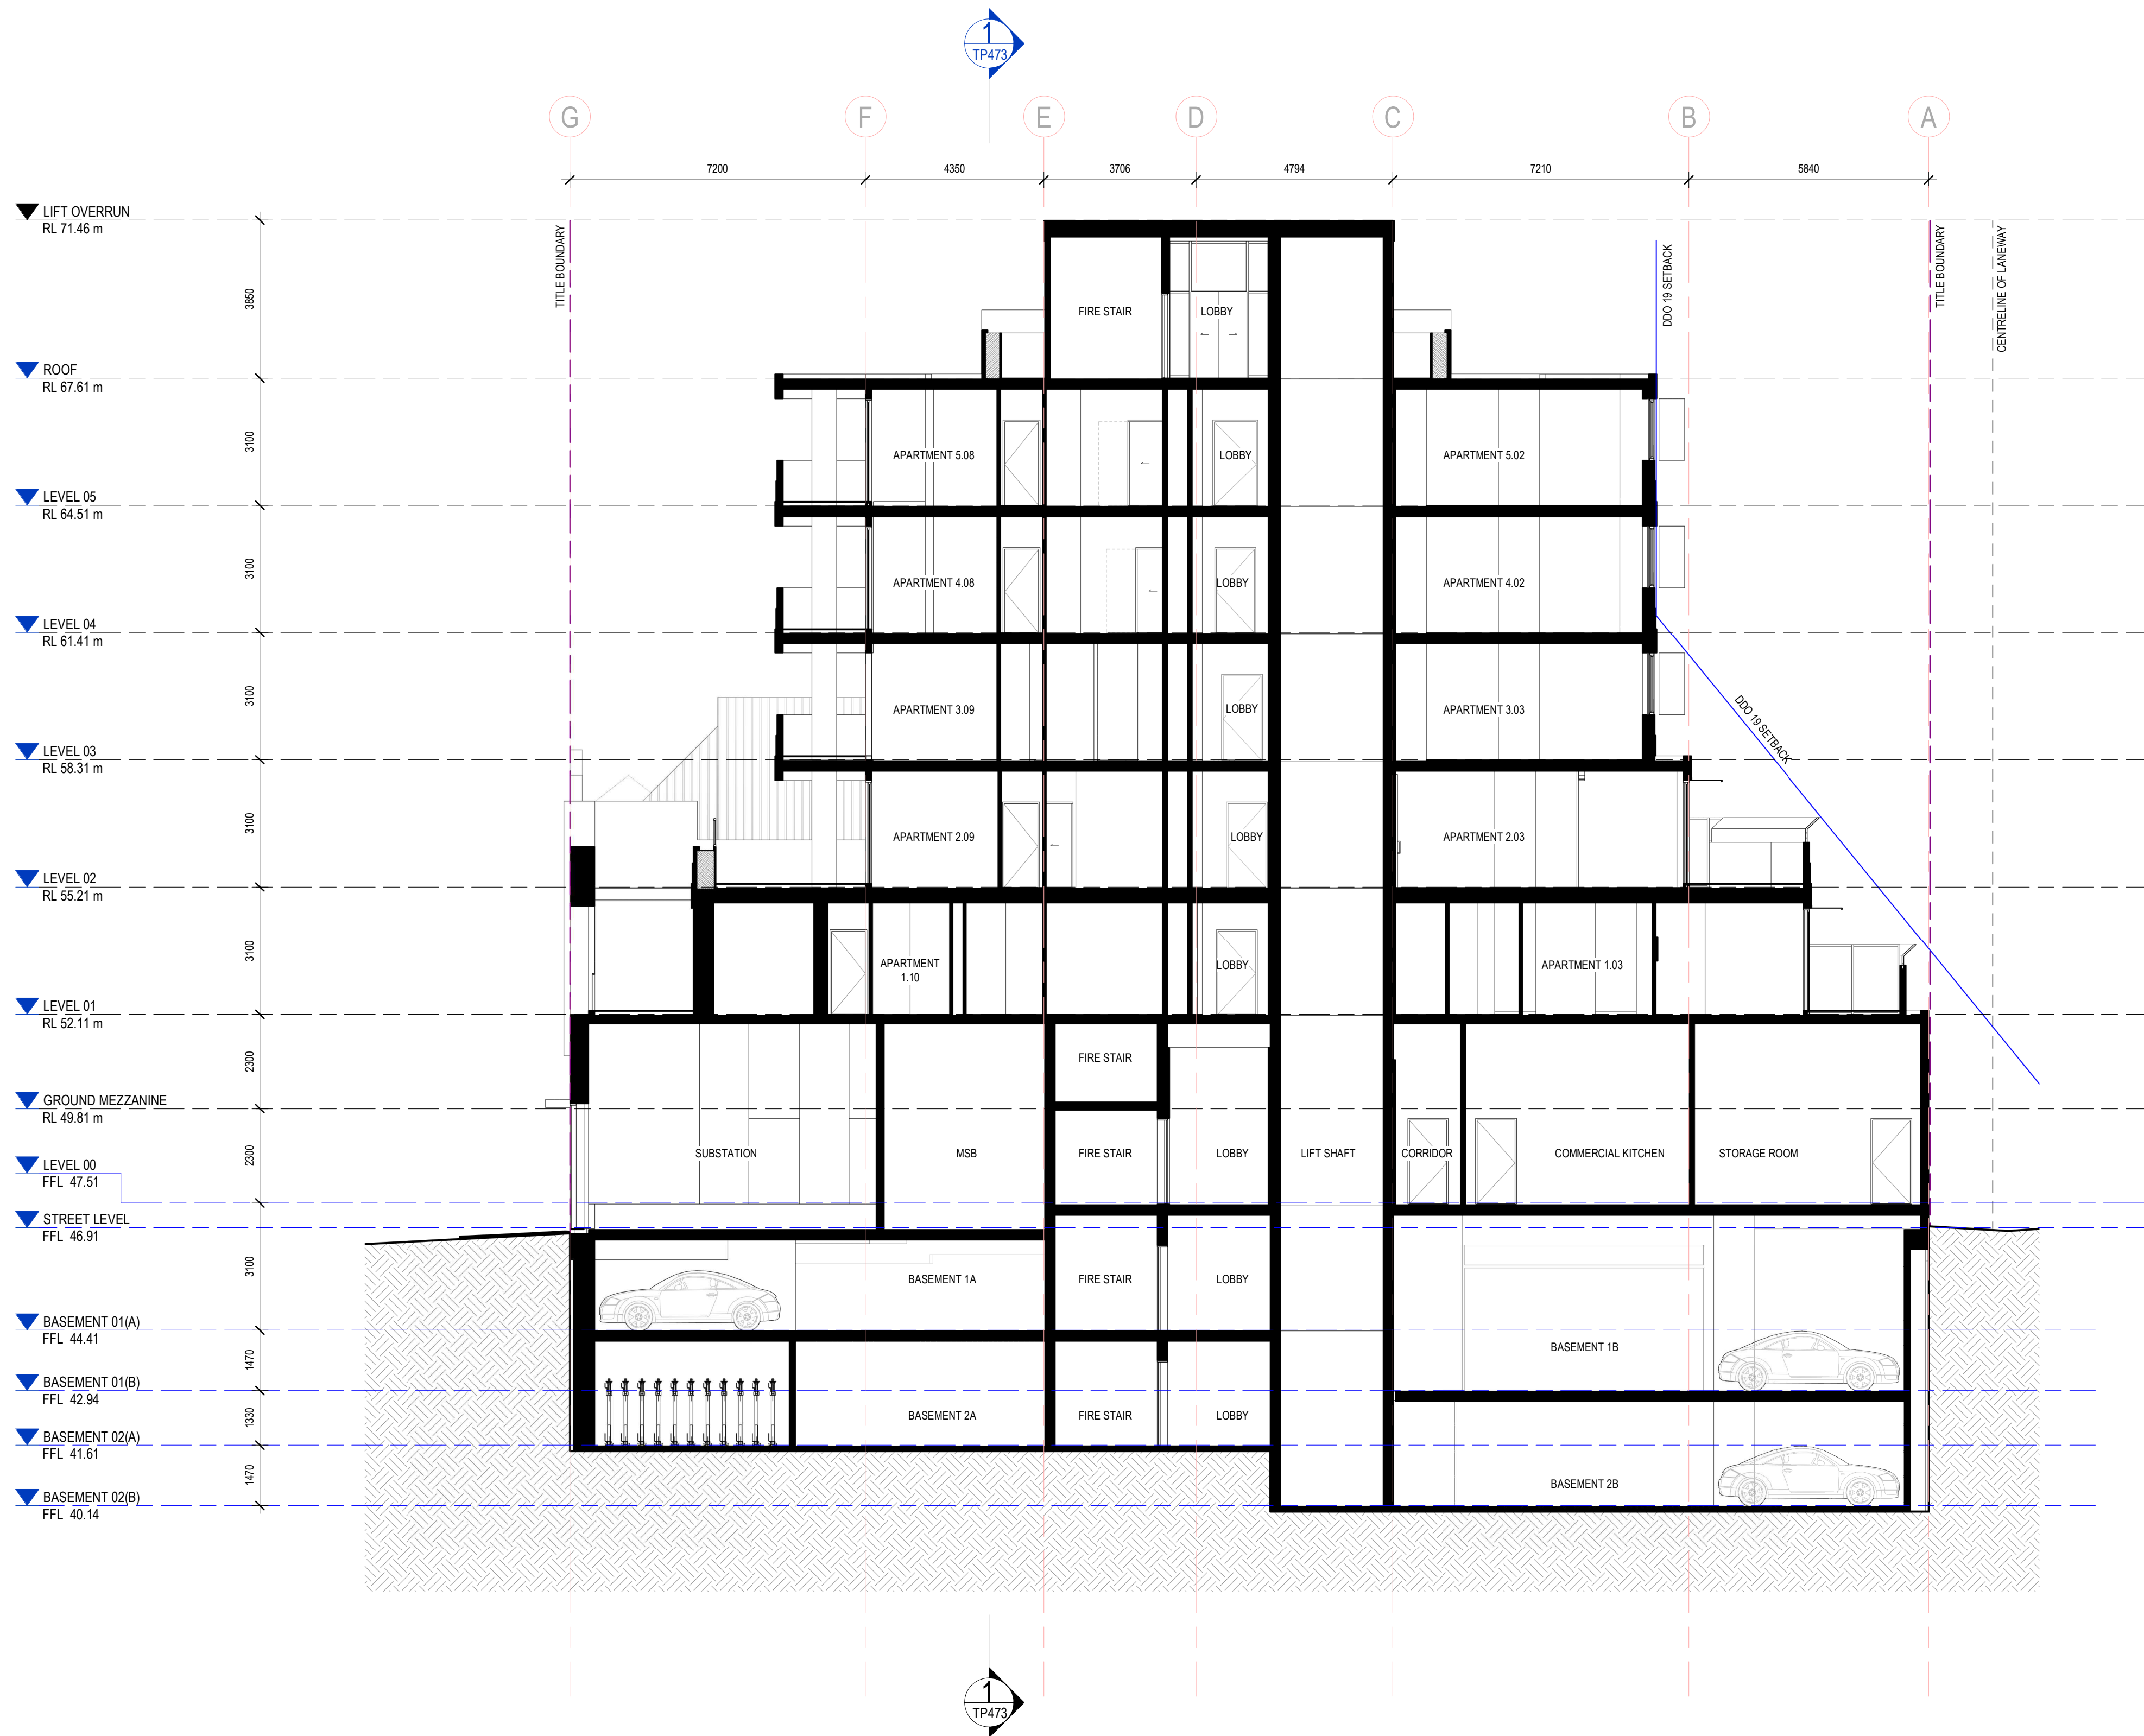 1
TP473
G
F
E
D
C
B
A
7200
4350
3706
4794
7210
5840
LIFT OVERRUN
RL 71.46 m
TITLE BOUNDARY
DDO 19 SETBACK
TITLE BOUNDARY
CENTRELINE OF LANEWAY
3850
FIRE STAIR
LOBBY
ROOF
RL 67.61 m
3100
APARTMENT 5.08
LOBBY
APARTMENT 5.02
LEVEL 05
RL 64.51 m
3100
APARTMENT 4.08
LOBBY
APARTMENT 4.02
LEVEL 04
RL 61.41 m
3100
APARTMENT 3.09
LOBBY
APARTMENT 3.03
DDO 19 SETBACK
LEVEL 03
RL 58.31 m
3100
APARTMENT 2.09
LOBBY
APARTMENT 2.03
LEVEL 02
RL 55.21 m
3100
APARTMENT
1.10
LOBBY
APARTMENT 1.03
LEVEL 01
RL 52.11 m
2300
FIRE STAIR
GROUND MEZZANINE
RL 49.81 m
2300
SUBSTATION
MSB
FIRE STAIR
LOBBY
LIFT SHAFT
CORRIDOR
COMMERCIAL KITCHEN
STORAGE ROOM
LEVEL 00
FFL 47.51
STREET LEVEL
FFL 46.91
3100
BASEMENT 1A
FIRE STAIR
LOBBY
BASEMENT 01(A)
FFL 44.41
1470
BASEMENT 1B
BASEMENT 01(B)
FFL 42.94
1330
BASEMENT 2A
FIRE STAIR
LOBBY
BASEMENT 02(A)
FFL 41.61
1470
BASEMENT 2B
BASEMENT 02(B)
FFL 40.14
1
TP473